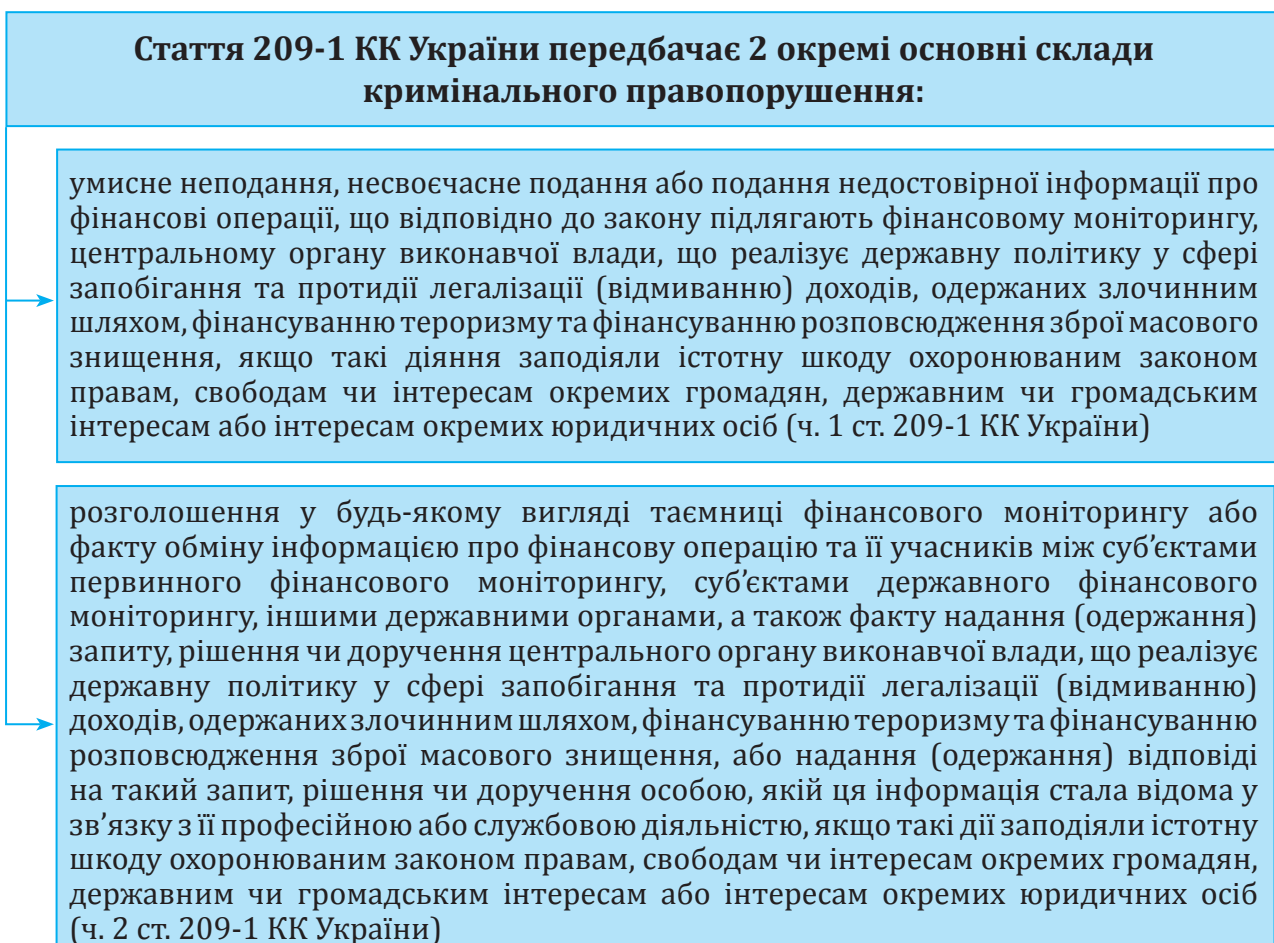 Стаття 209-1 КК України передбачає 2 окремі основні склади
кримінального правопорушення:
умисне неподання, несвоєчасне подання або подання недостовірної інформації про
фінансові операції, що відповідно до закону підлягають фінансовому моніторингу,
центральному органу виконавчої влади, що реалізує державну політику у сфері
запобігання та протидії легалізації (відмиванню) доходів, одержаних злочинним
шляхом, фінансуванню тероризму та фінансуванню розповсюдження зброї масового
знищення, якщо такі діяння заподіяли істотну шкоду охоронюваним законом
правам, свободам чи інтересам окремих громадян, державним чи громадським
інтересам або інтересам окремих юридичних осіб (ч. 1 ст. 209-1 КК України)
розголошення у будь-якому вигляді таємниці фінансового моніторингу або
факту обміну інформацією про фінансову операцію та її учасників між суб’єктами
первинного фінансового моніторингу, суб’єктами державного фінансового
моніторингу, іншими державними органами, а також факту надання (одержання)
запиту, рішення чи доручення центрального органу виконавчої влади, що реалізує
державну політику у сфері запобігання та протидії легалізації (відмиванню)
доходів, одержаних злочинним шляхом, фінансуванню тероризму та фінансуванню
розповсюдження зброї масового знищення, або надання (одержання) відповіді
на такий запит, рішення чи доручення особою, якій ця інформація стала відома у
зв’язку з її професійною або службовою діяльністю, якщо такі дії заподіяли істотну
шкоду охоронюваним законом правам, свободам чи інтересам окремих громадян,
державним чи громадським інтересам або інтересам окремих юридичних осіб
(ч. 2 ст. 209-1 КК України)